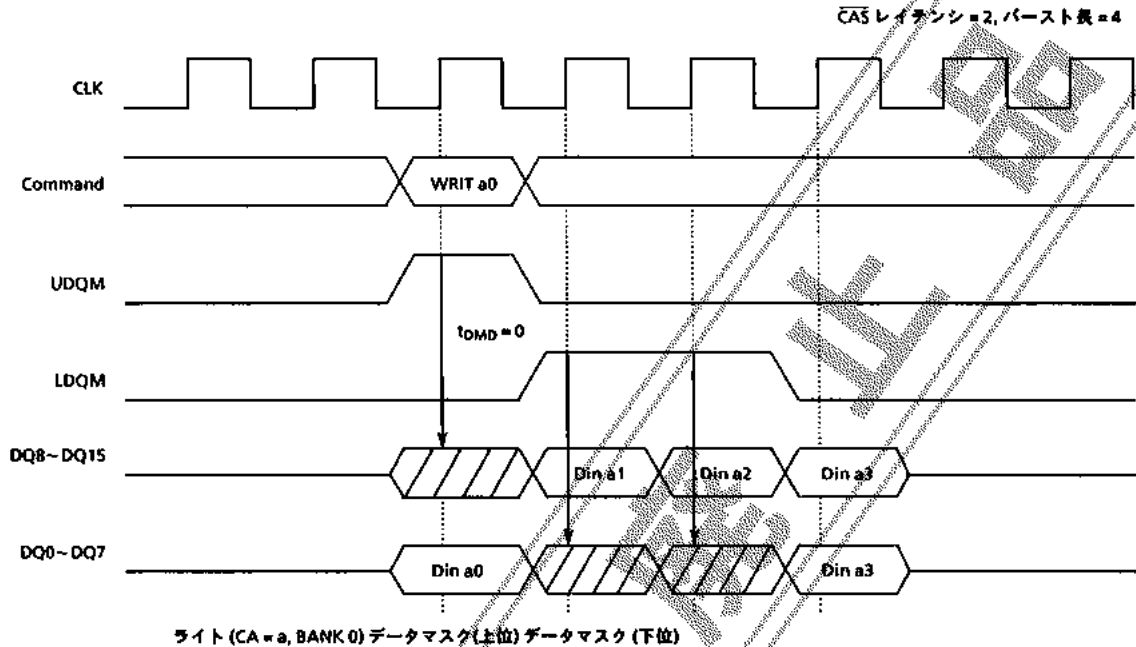 CAS レイテンシ = 2, バースト長 = 4
CLK
Command
WRIT a0
UDQM
tDMD = 0
LDQM
DQ8~DQ15
Din a1
Din a2
Din a3
DQ0~DQ7
Din a0
Din a3
ライト (CA = a, BANK 0) データマスク(上位) データマスク (下位)
廃止品